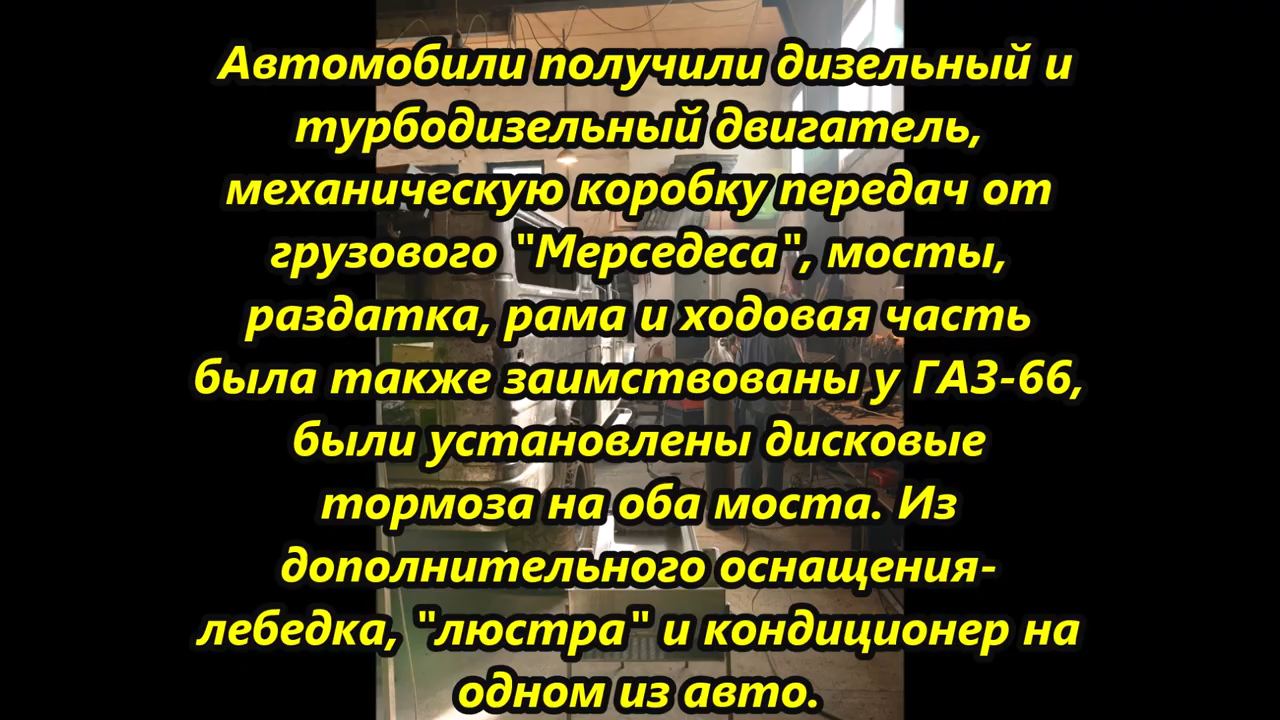 Автомобили получили дизельный и
турбодизельный двигатель,
механическую коробку передач от
грузового "Мерседеса", мосты,
раздатка, рама и ходовая часть
была также заимствованы у ГАЗ-66,
были установлены дисковые
тормоза на оба моста. Из
дополнительного оснащения-
лебедка, "люстра" и кондиционер на
одном из авто.